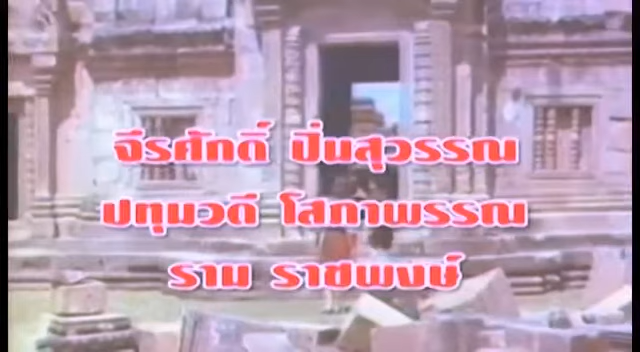 จีรศักดิ์ ปิ่นสุวรรณ
ปทุมวดี โสภาพรรณ
ราม ราชพงษ์